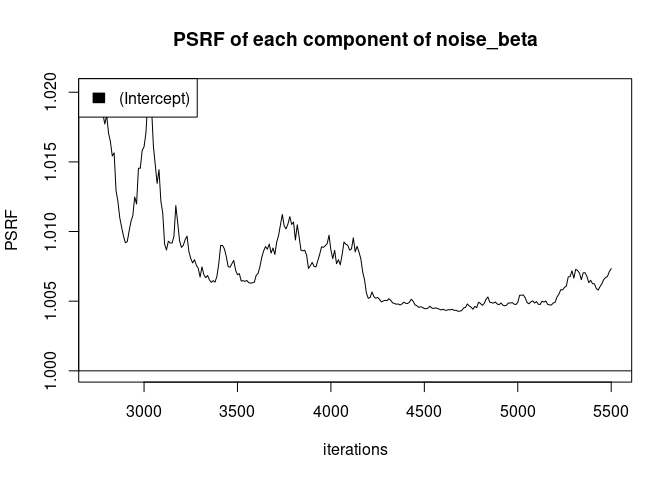 PSRF of each component of noise_beta
(Intercept)
PSRF
1.020
1.015
1.010
1.005
1.000
3000 3500 4000 4500 5000 5500
iterations